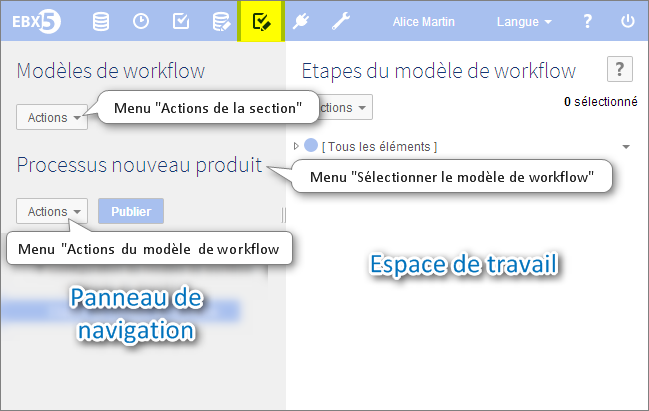 EBX5 Alice Martin Langue ?
Modèles de workflow
Etapes du modèle de workflow ?
Actions
Menu "Actions de la section"
ctions
0 sélectionné
[ Tous les éléments ]
Processus nouveau produit
Menu "Sélectionner le modèle de workflow"
Actions Publier
Menu "Actions du modèle de workflow
Panneau de
navigation
Espace de travail